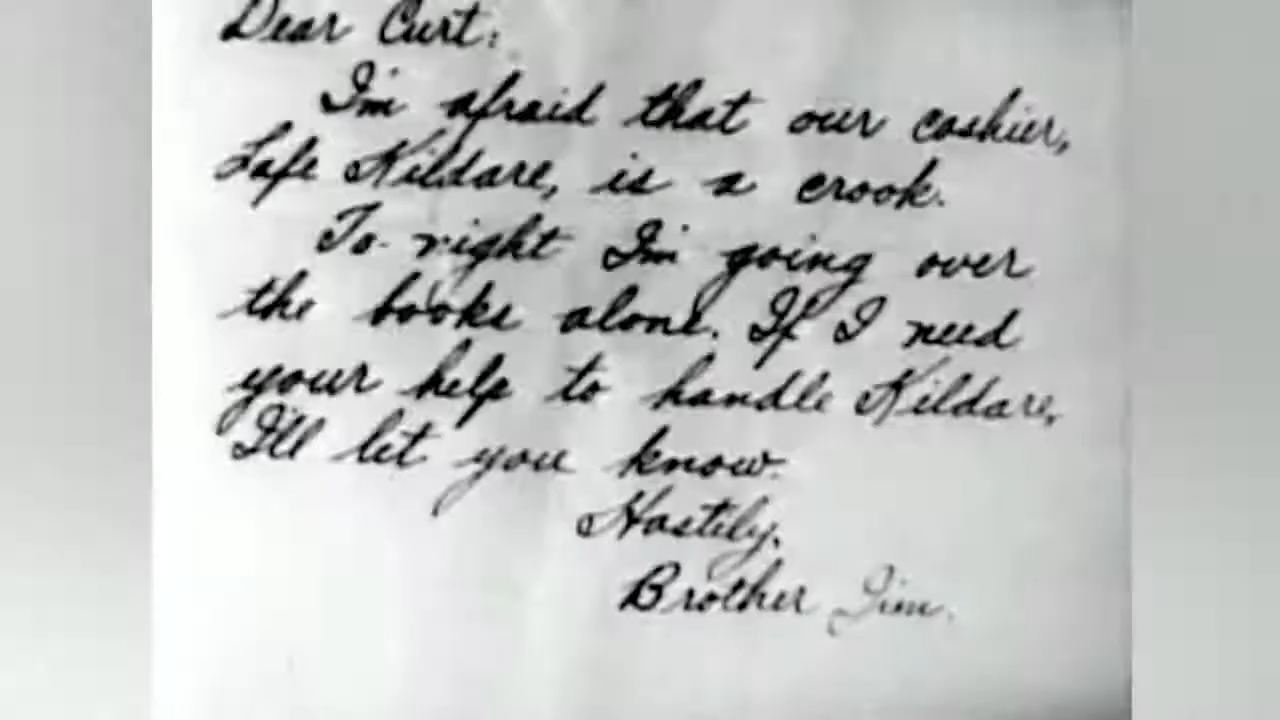 Dear Curt:
I'm afraid that our cashier,
Lafe Kildare, is a crook.
To-night I'm going over
the books alone. If I need
your help to handle Kildare,
I'll let you know.
Hastily,
Brother Jim.